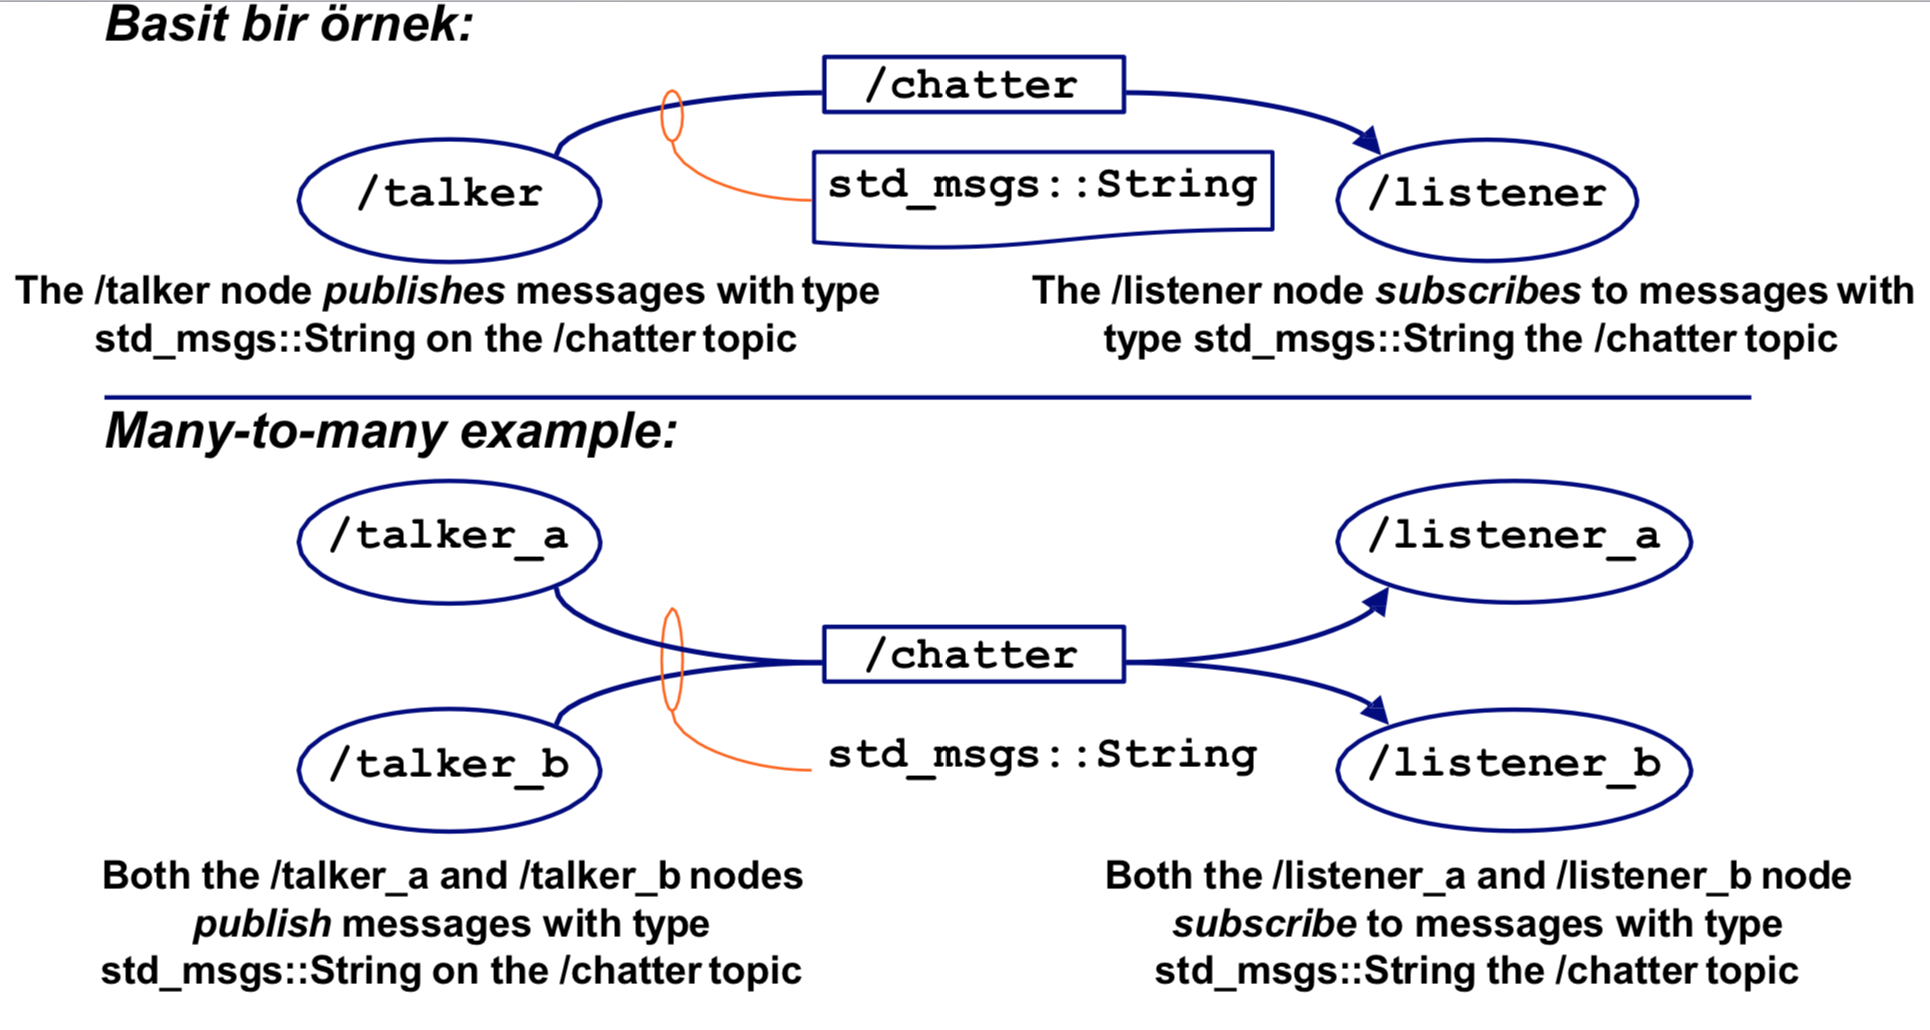 Basit bir örnek:
/chatter
/talker
std_msgs::String
/listener
The /talker node publishes messages with type
std_msgs::String on the /chatter topic
The /listener node subscribes to messages with
type std_msgs::String the /chatter topic
Many-to-many example:
/talker_a
/listener_a
/chatter
/talker_b
std_msgs::String
/listener_b
Both the /talker_a and /talker_b nodes
publish messages with type
std_msgs::String on the /chatter topic
Both the /listener_a and /listener_b node
subscribe to messages with type
std_msgs::String the /chatter topic